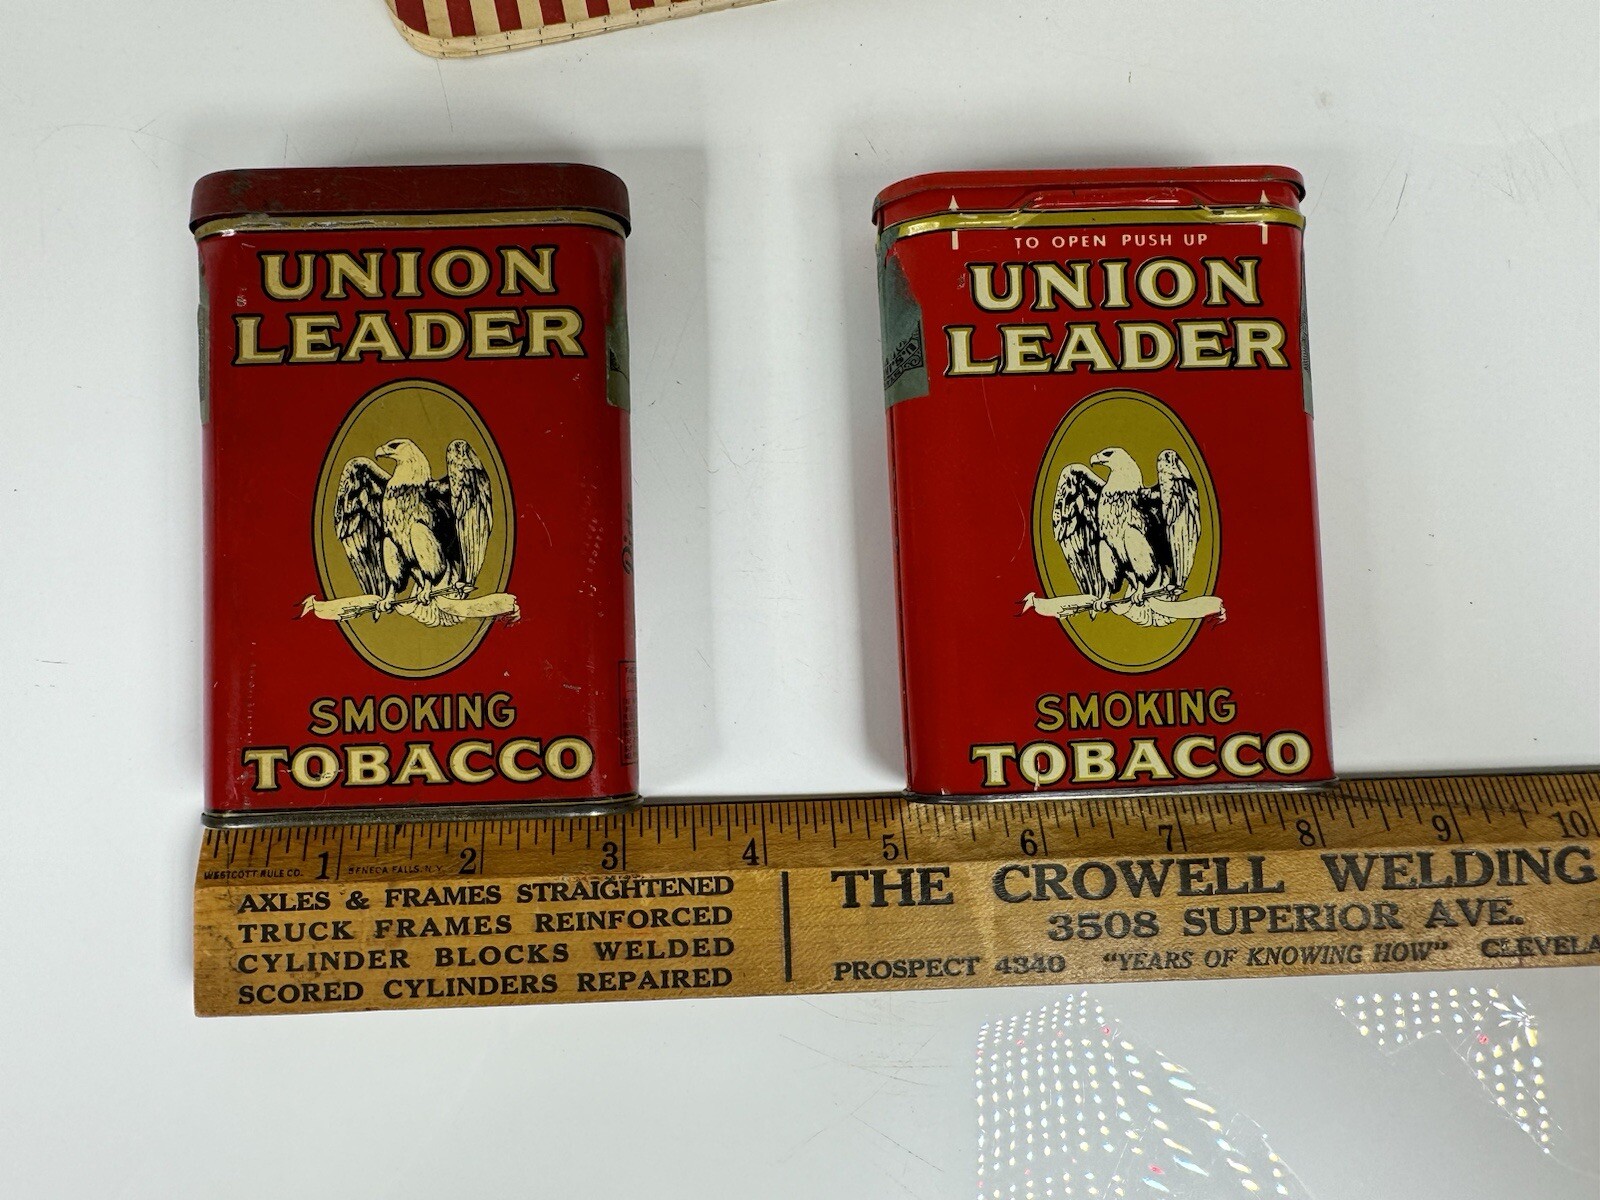 UNION
LEADER
SMOKING
TOBACCO
TO OPEN PUSH UP
UNION
LEADER
SMOKING
TOBACCO
1 2 3 4 5 6 7 8 9 10
WESTCOTT RULE CO. SENECA FALLS, N.Y.
AXLES & FRAMES STRAIGHTENED
TRUCK FRAMES REINFORCED
CYLINDER BLOCKS WELDED
SCORED CYLINDERS REPAIRED
THE CROWELL WELDING
3508 SUPERIOR AVE.
PROSPECT 4340 "YEARS OF KNOWING HOW" CLEVELA